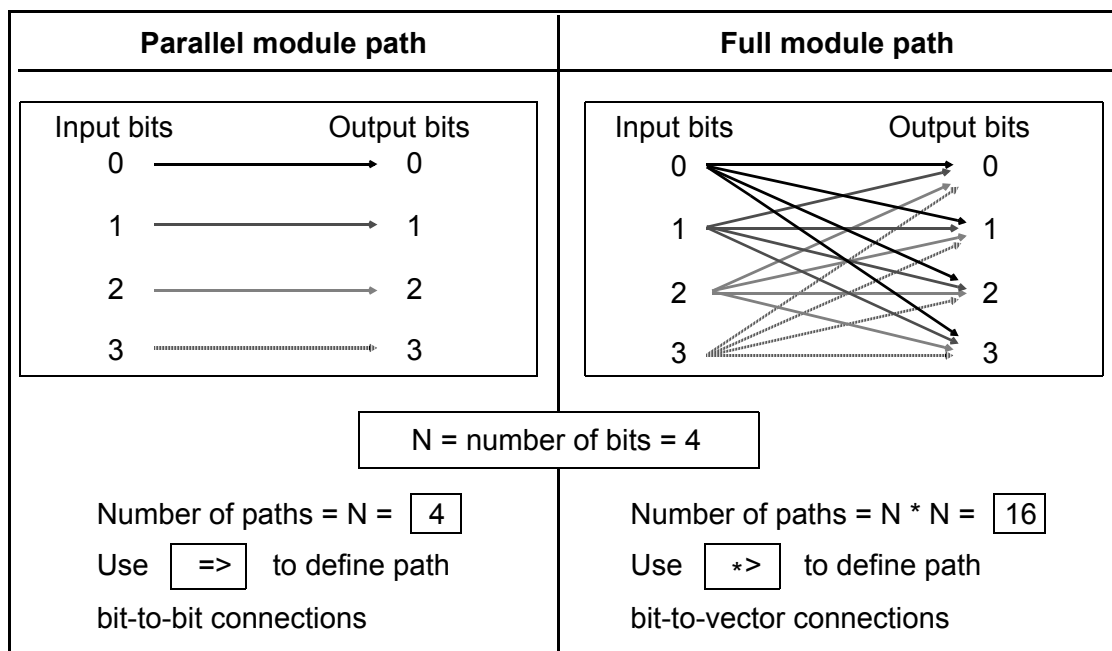 Parallel module path
Full module path
Input bits Output bits
0 0
1 1
2 2
3 3
Input bits Output bits
0 0
1 1
2 2
3 3
N = number of bits = 4
Number of paths = N = 4
Use => to define path
bit-to-bit connections
Number of paths = N * N = 16
Use *> to define path
bit-to-vector connections